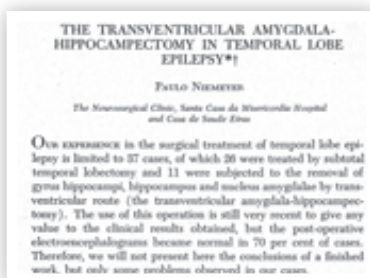 THE TRANSVENTRICULAR AMYGDALA-
HIPPOCAMPECTOMY IN TEMPORAL LOBE
EPILEPSY*†
PAULO NIEMEYER
The Neurosurgical Clinic, Santa Casa da Misericordia Hospital
and Casa de Saude Eiras
OUR EXPERIENCE in the surgical treatment of temporal lobe epi-
lepsy is limited to 37 cases, of which 26 were treated by subtotal
temporal lobectomy and 11 were subjected to the removal of
gyrus hippocampi, hippocampus and nucleus amygdalae by trans-
ventricular route (the transventricular amygdala-hippocampec-
tomy). The use of this operation is still very recent to give any
value to the clinical results obtained, but the post-operative
electroencephalograms became normal in 70 per cent of cases.
Therefore, we will not present here the conclusions of a finished
work, but only some problems observed in our cases.